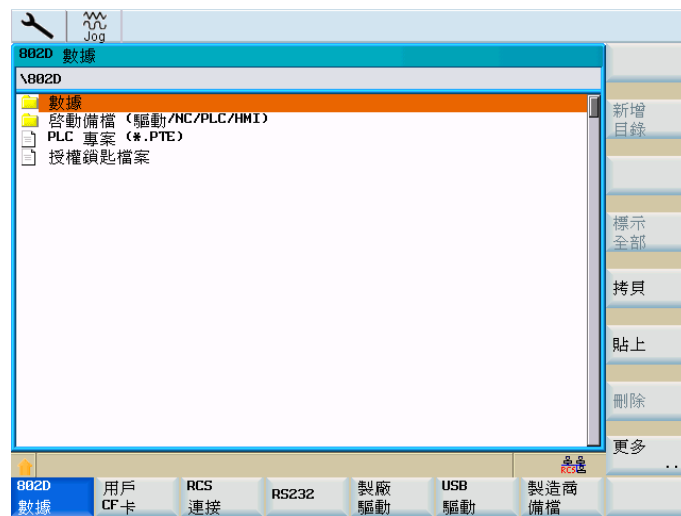 Jog
802D 數據
\802D
數據
啓動備檔 (驅動/NC/PLC/HMI)
PLC 專案 (*.PTE)
授權鎖匙檔案
新增
目錄
標示
全部
拷貝
貼上
刪除
更多
..
RCS
802D
數據
用戶
CF卡
RCS
連接
RS232
製廠
驅動
USB
驅動
製造商
備檔